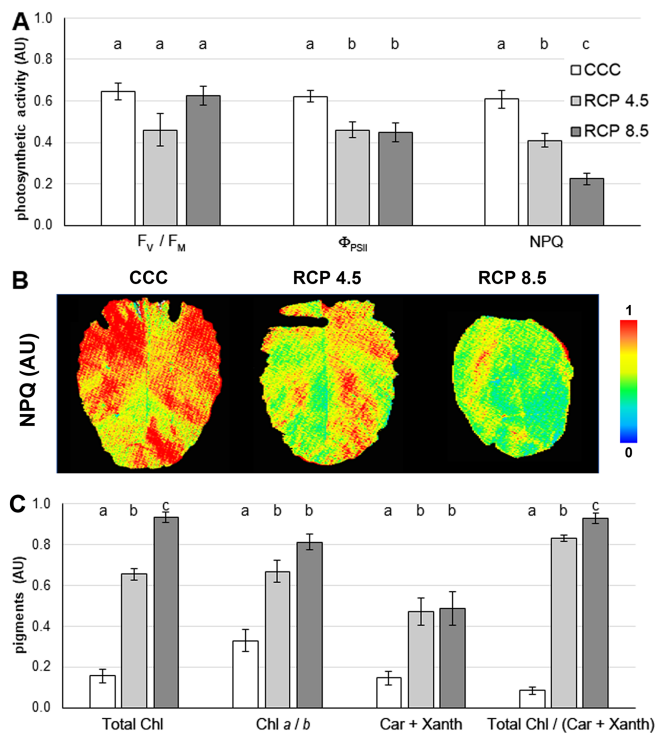 A
photosynthetic activity (AU)
1.0
0.8
0.6
0.4
0.2
0.0
a a a
a b b
a b c
CCC
RCP 4.5
RCP 8.5
FV / FM
ΦPSII
NPQ
B
CCC
RCP 4.5
RCP 8.5
NPQ (AU)
1
0
C
pigments (AU)
1.0
0.8
0.6
0.4
0.2
0.0
a b c
a b b
a b b
a b c
Total Chl
Chl a / b
Car + Xanth
Total Chl / (Car + Xanth)